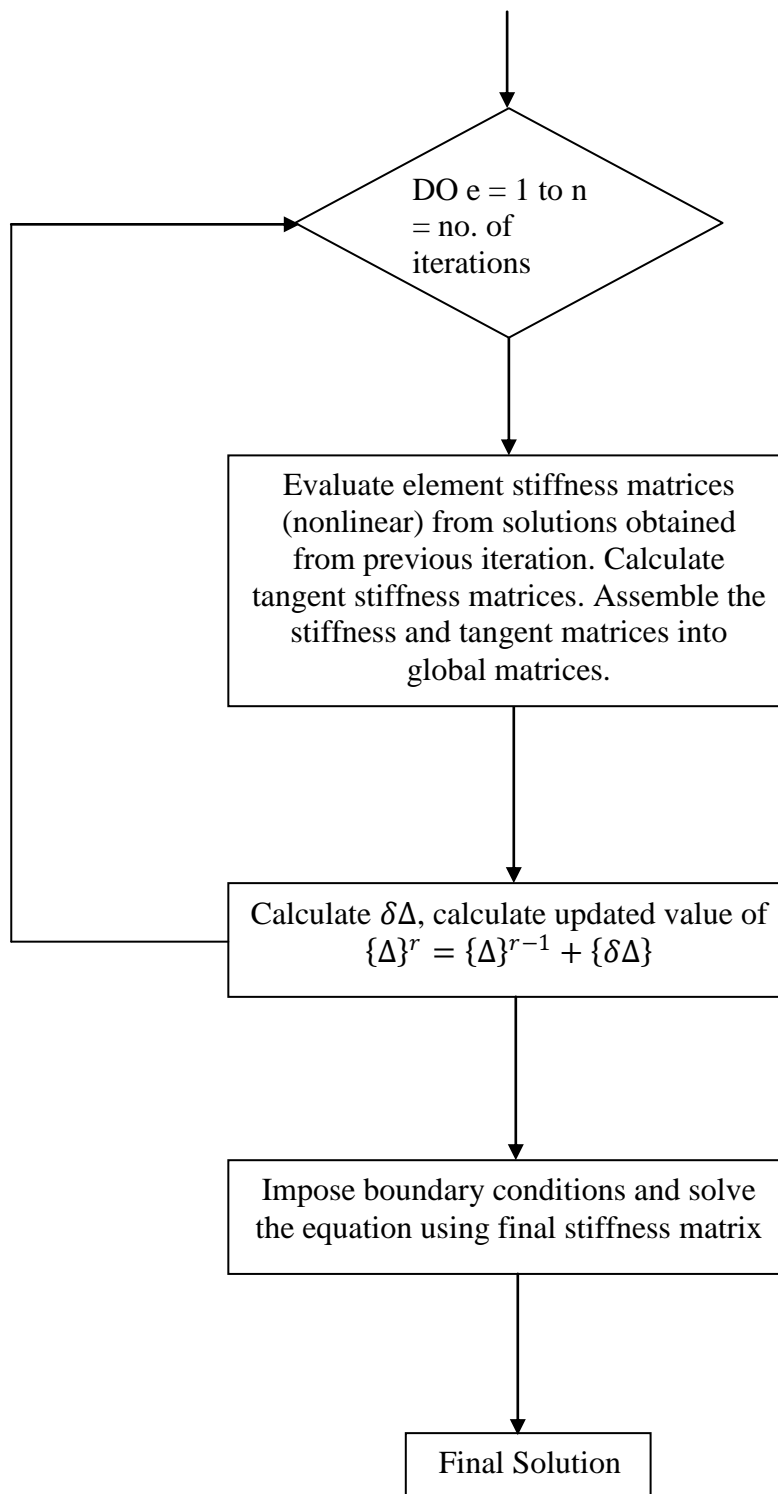 DO e = 1 to n
= no. of
iterations
Evaluate element stiffness matrices
(nonlinear) from solutions obtained
from previous iteration. Calculate
tangent stiffness matrices. Assemble the
stiffness and tangent matrices into
global matrices.
Calculate 𝛿Δ, calculate updated value of
{Δ}^𝑟 = {Δ}^{𝑟−1} + {𝛿Δ}
Impose boundary conditions and solve
the equation using final stiffness matrix
Final Solution